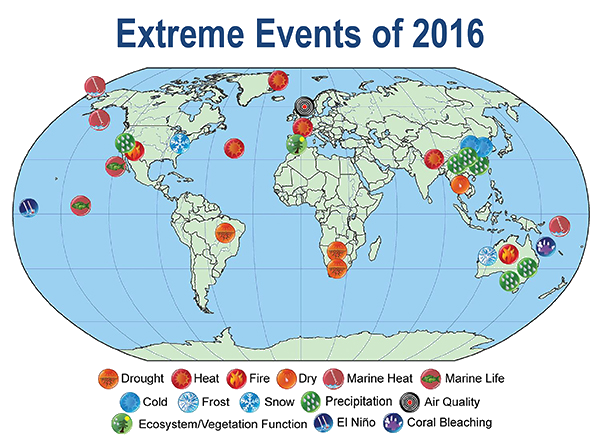 Extreme Events of 2016
Drought Heat Fire Dry Marine Heat Marine Life
Cold Frost Snow Precipitation Air Quality
Ecosystem/Vegetation Function El Niño Coral Bleaching